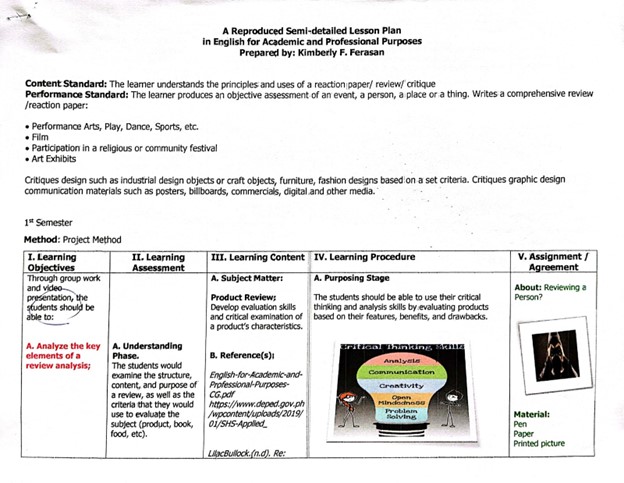 A Reproduced Semi-detailed Lesson Plan
in English for Academic and Professional Purposes
Prepared by: Kimberly F. Ferasan
Content Standard: The learner understands the principles and uses of a reaction paper/ review/ critique
Performance Standard: The learner produces an objective assessment of an event, a person, a place or a thing. Writes a comprehensive review
/reaction paper:
• Performance Arts, Play, Dance, Sports, etc.
• Film
• Participation in a religious or community festival
• Art Exhibits
Critiques design such as industrial design objects or craft objects, furniture, fashion designs based on a set criteria. Critiques graphic design
communication materials such as posters, billboards, commercials, digital and other media.
1st Semester
Method: Project Method
I. Learning
Objectives
Through group work
and video
presentation, the
students should be
able to:
A. Analyze the key
elements of a
review analysis;
II. Learning
Assessment
A. Understanding
Phase.
The students would
examine the structure,
content, and purpose of
a review, as well as the
criteria that they would
use to evaluate the
subject (product, book,
food, etc).
III. Learning Content
A. Subject Matter:
Product Review;
Develop evaluation skills
and critical examination of
a product's characteristics.
B. Reference(s);
English-for-Academic-and-
Professional-Purposes-
CG.pdf
https://www.deped.gov.ph
/wpcontent/uploads/2019/
01/SHS-Applied_
LilacBullock.(n.d). Re:
IV. Learning Procedure
A. Purposing Stage
The students should be able to use their critical
thinking and analysis skills by evaluating products
based on their features, benefits, and drawbacks.
Critical Thinking Skills
Analysis
Communication
Creativity
Open
Mindedness
Problem
Solving
V. Assignment /
Agreement
About: Reviewing a
Person?
Material:
Pen
Paper
Printed picture